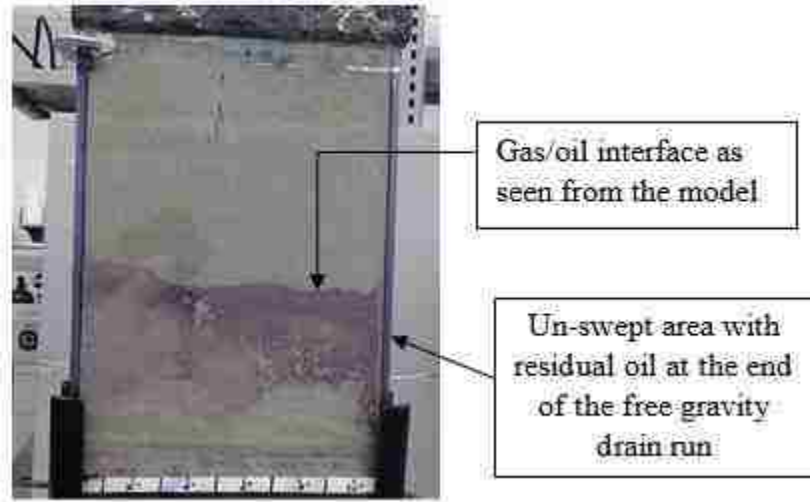 Gas/oil interface as
seen from the model
Un-swept area with
residual oil at the end
of the free gravity
drain run